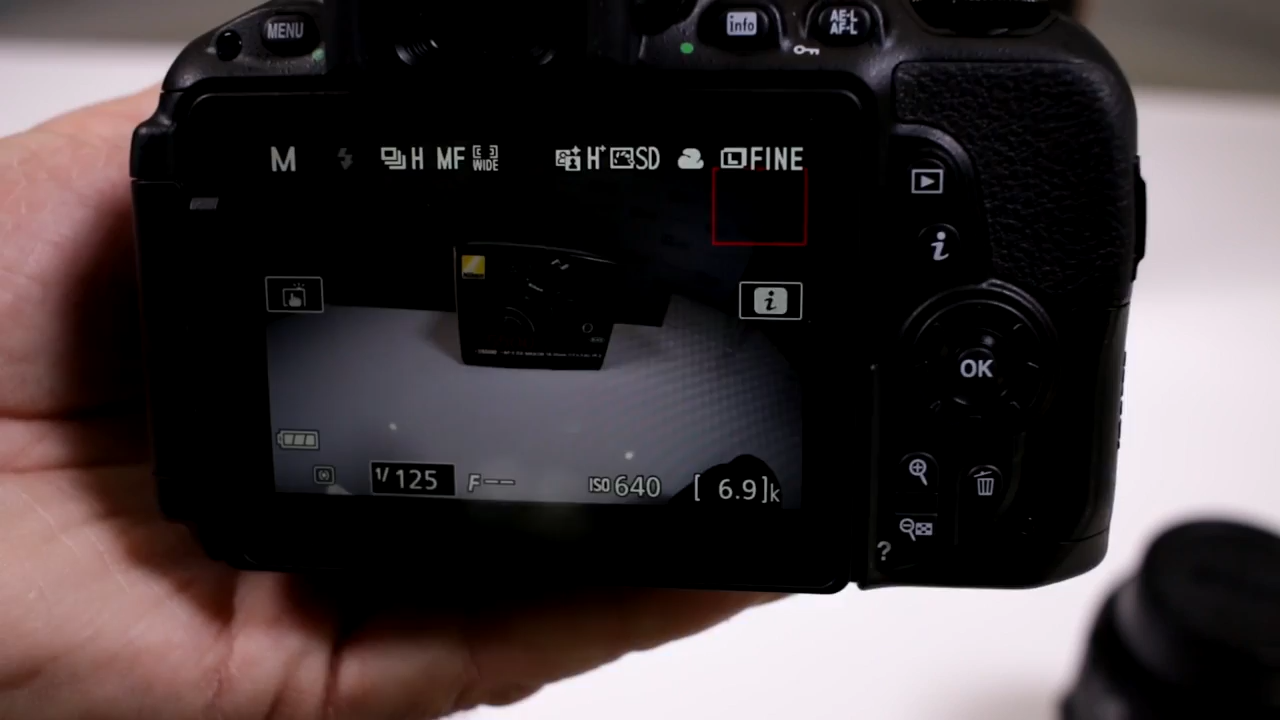 MENU
info
AE-L
AF-L
M H MF WIDE H+ SD L FINE
i
i
OK
1/125 F-- ISO 640 [ 6.9]k
?